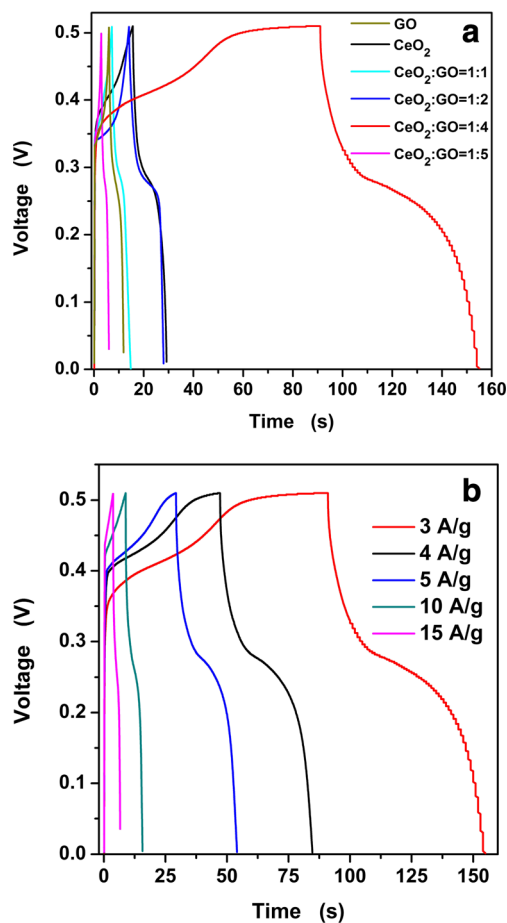 a
GO
CeO2
CeO2:GO=1:1
CeO2:GO=1:2
CeO2:GO=1:4
CeO2:GO=1:5
Voltage (V)
0.5
0.4
0.3
0.2
0.1
0.0
0 20 40 60 80 100 120 140 160
Time (s)
b
3 A/g
4 A/g
5 A/g
10 A/g
15 A/g
Voltage (V)
0.5
0.4
0.3
0.2
0.1
0.0
0 25 50 75 100 125 150
Time (s)